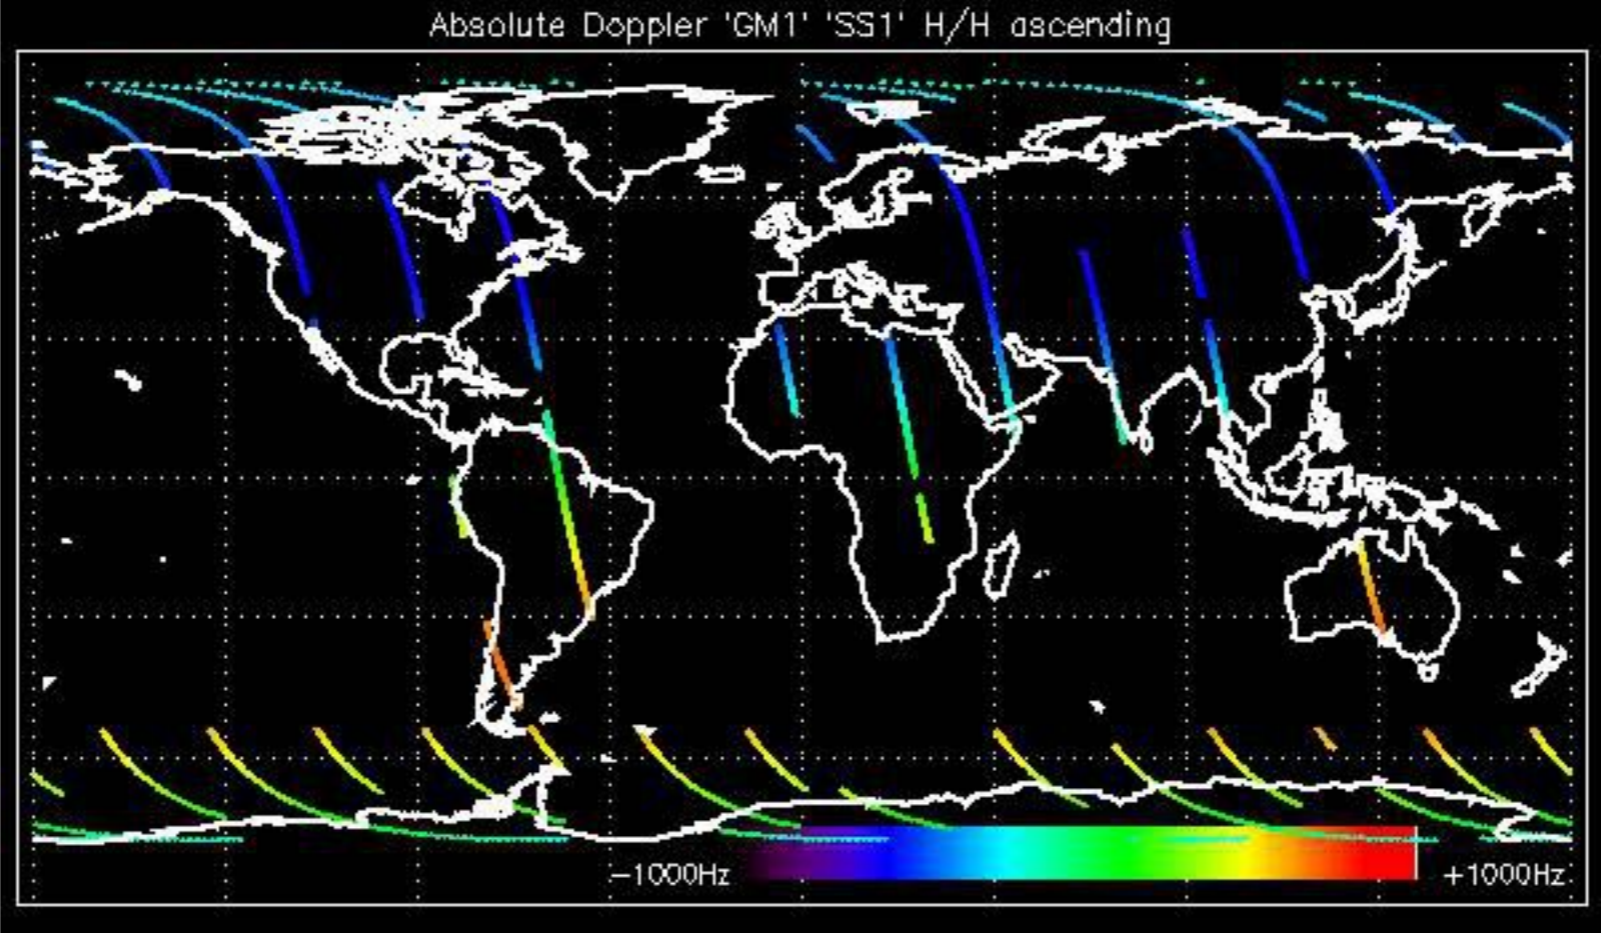 Absolute Doppler 'GM1' 'SS1' H/H ascending
−1000Hz +1000Hz